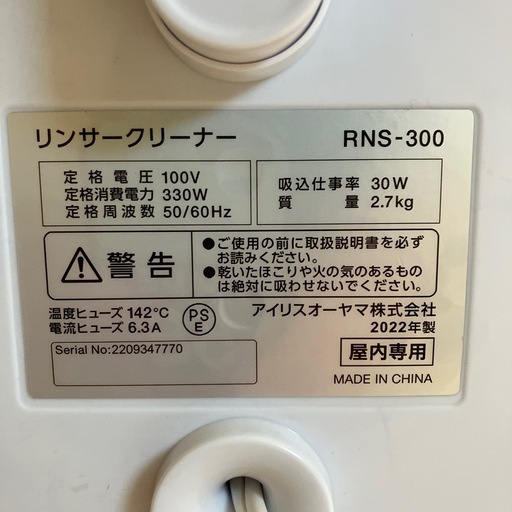 リンサークリーナー RNS-300
定格電圧 100V
定格消費電力 330W
定格周波数 50/60Hz
吸込仕事率 30W
質量 2.7kg
警告
●ご使用の前に取扱説明書を必ず
お読みください。
●乾いたほこりや火の気のあるもの
は絶対に吸わせないでください。
温度ヒューズ 142℃
電流ヒューズ 6.3A
PS
E
アイリスオーヤマ株式会社
2022年製
Serial No:2209347770
屋内専用
MADE IN CHINA